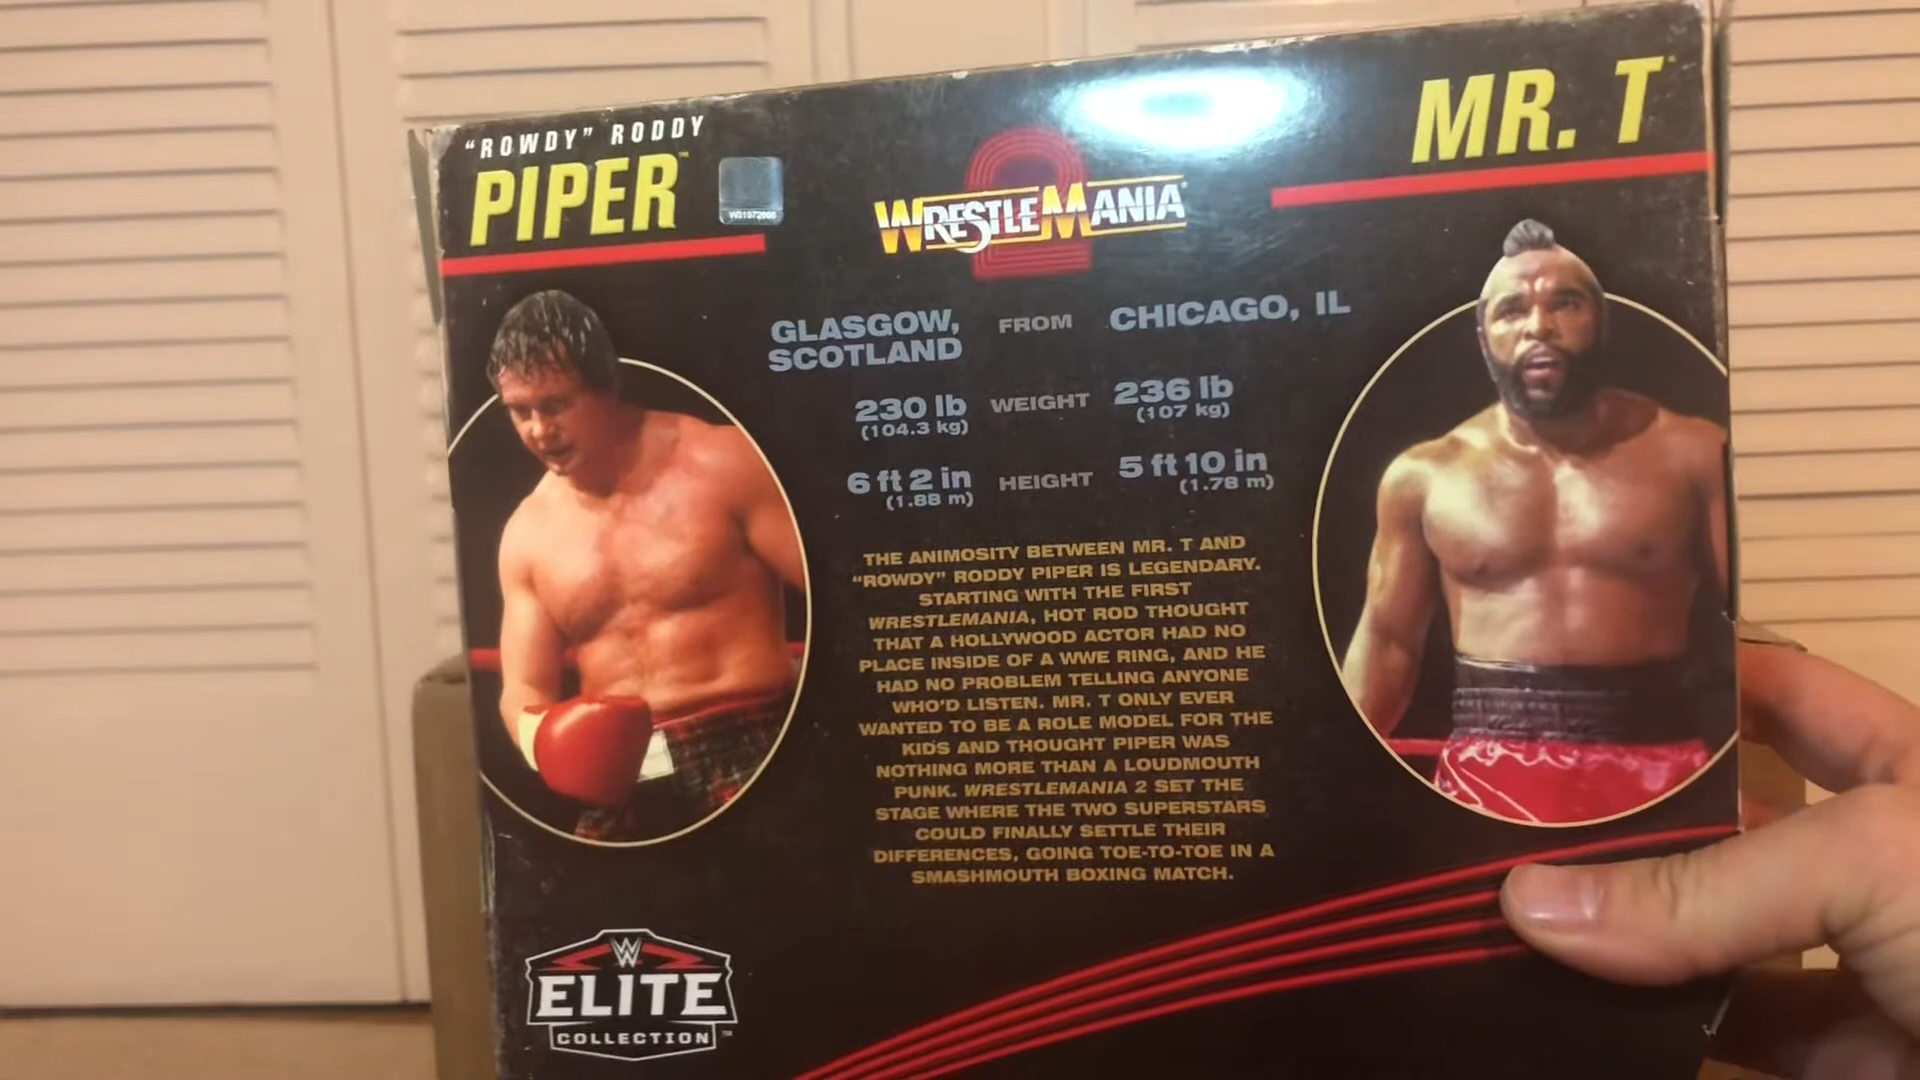 "ROWDY" RODDY
PIPER™
WRESTLEMANIA
2
MR. T
GLASGOW,
SCOTLAND
FROM
CHICAGO, IL
230 lb
(104.3 kg)
WEIGHT
236 lb
(107 kg)
6 ft 2 in
(1.88 m)
HEIGHT
5 ft 10 in
(1.78 m)
THE ANIMOSITY BETWEEN MR. T AND
"ROWDY" RODDY PIPER IS LEGENDARY.
STARTING WITH THE FIRST
WRESTLEMANIA, HOT ROD THOUGHT
THAT A HOLLYWOOD ACTOR HAD NO
PLACE INSIDE OF A WWE RING, AND HE
HAD NO PROBLEM TELLING ANYONE
WHO'D LISTEN. MR. T ONLY EVER
WANTED TO BE A ROLE MODEL FOR THE
KIDS AND THOUGHT PIPER WAS
NOTHING MORE THAN A LOUDMOUTH
PUNK. WRESTLEMANIA 2 SET THE
STAGE WHERE THE TWO SUPERSTARS
COULD FINALLY SETTLE THEIR
DIFFERENCES, GOING TOE-TO-TOE IN A
SMASHMOUTH BOXING MATCH.
W
ELITE
COLLECTION™